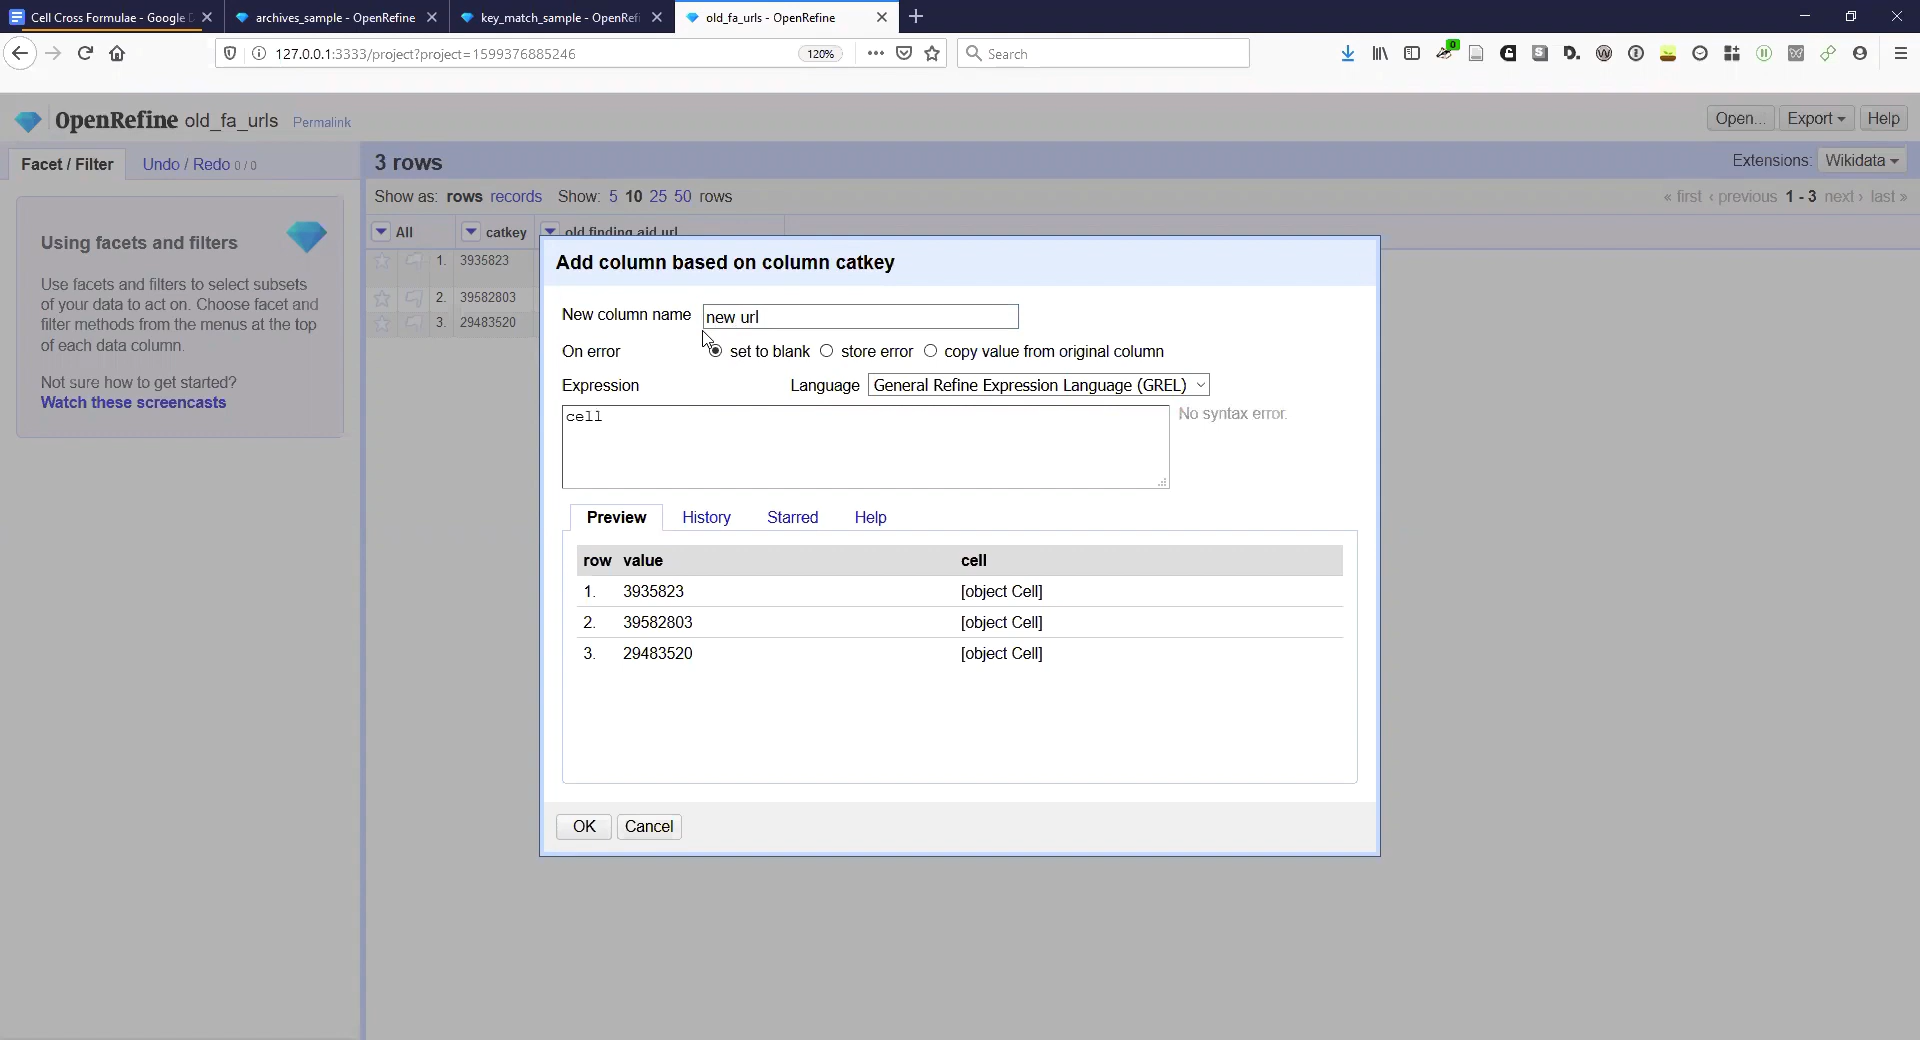 Cell Cross Formulae - Google D
archives_sample - OpenRefine
key_match_sample - OpenRefi
old_fa_urls - OpenRefine
127.0.0.1:3333/project?project=1599376885246
120%
Search
0
OpenRefine old_fa_urls Permalink
Open... Export Help
Facet / Filter
Undo / Redo 0 / 0
3 rows
Extensions: Wikidata
Show as: rows records Show: 5 10 25 50 rows
« first ‹ previous 1 - 3 next › last »
Using facets and filters
Use facets and filters to select subsets
of your data to act on. Choose facet and
filter methods from the menus at the top
of each data column.
Not sure how to get started?
Watch these screencasts
All catkey old finding aid url
1. 3935823
2. 39582803
3. 29483520
Add column based on column catkey
New column name new url
On error set to blank store error copy value from original column
Expression Language General Refine Expression Language (GREL)
cell
No syntax error.
Preview History Starred Help
row value cell
1. 3935823 [object Cell]
2. 39582803 [object Cell]
3. 29483520 [object Cell]
OK Cancel